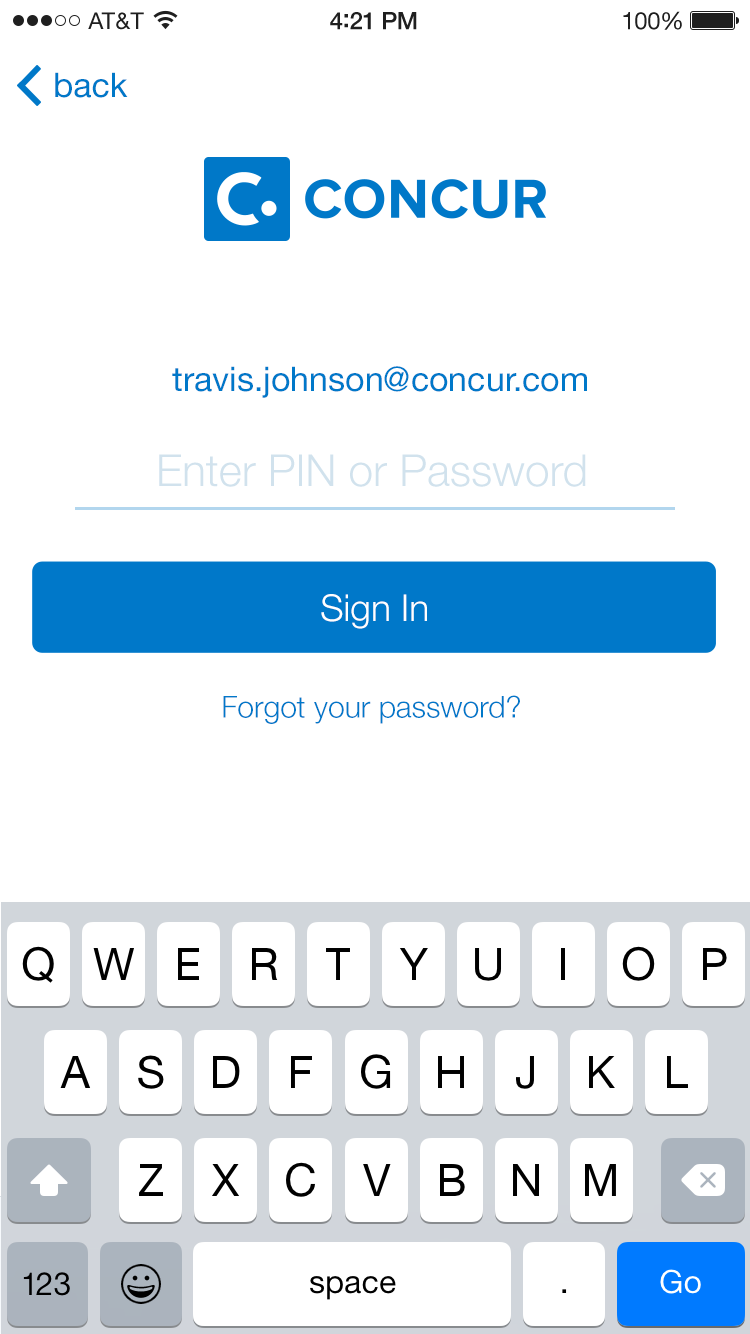 AT&T 4:21 PM 100%
back
C. CONCUR
travis.johnson@concur.com
Enter PIN or Password
Sign In
Forgot your password?
Q W E R T Y U I O P
A S D F G H J K L
Z X C V B N M
123 space . Go